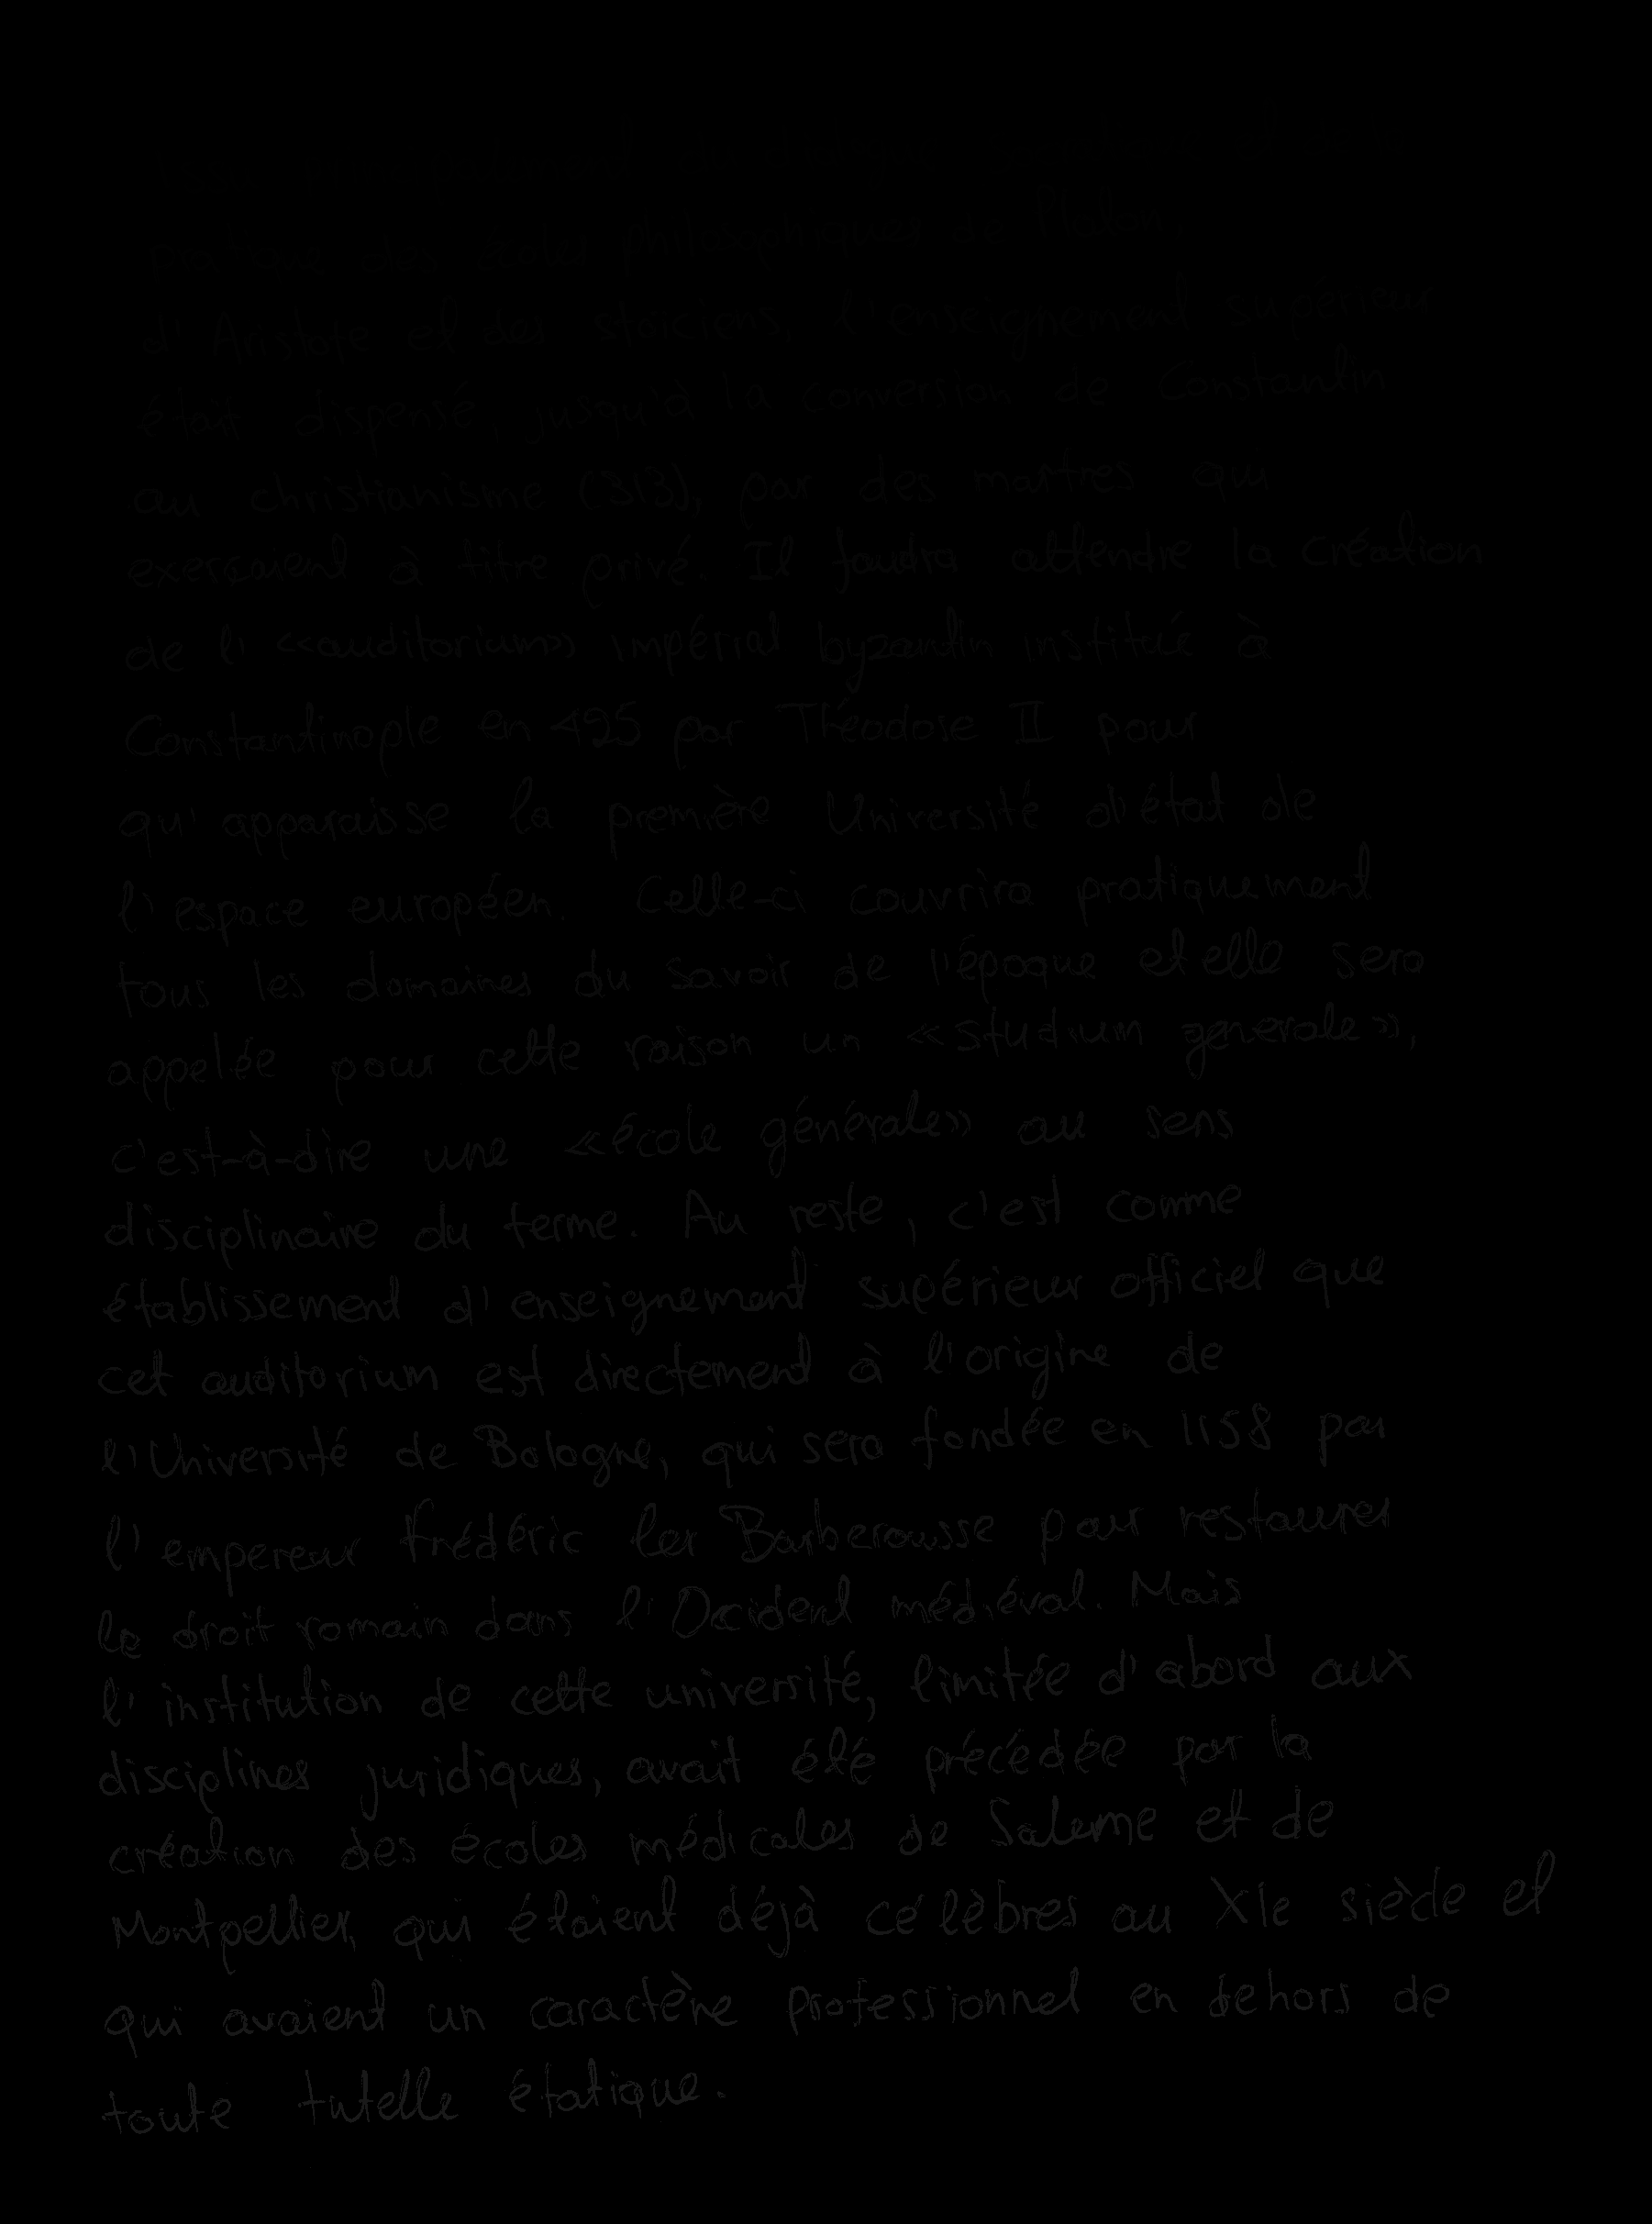 pratique des écoles philosophiques de Platon,
d'Aristote et des stoïciens, l'enseignement supérieur
était dispensé, jusqu'à la conversion de Constantin
au christianisme (313), par des maîtres qui
exerçaient à titre privé. Il faudra attendre la création
de l' «auditorium» impérial byzantin institué à
Constantinople en 425 par Théodose II pour
qu'apparaisse la première Université d'état de
l'espace européen. Celle-ci couvrira pratiquement
tous les domaines du savoir de l'époque et elle sera
appelée pour cette raison un «studium generale»,
c'est-à-dire une «école générale» au sens
disciplinaire du terme. Au reste, c'est comme
établissement d'enseignement supérieur officiel que
cet auditorium est directement à l'origine de
l'Université de Bologne, qui sera fondée en 1158 par
l'empereur Frédéric Ier Barberousse pour restaurer
le droit romain dans l'Occident médiéval. Mais
l'institution de cette université, limitée d'abord aux
disciplines juridiques, avait été précédée par la
création des écoles médicales de Salerne et de
Montpellier, qui étaient déjà célèbres au XIe siècle et
qui avaient un caractère professionnel en dehors de
toute tutelle étatique.